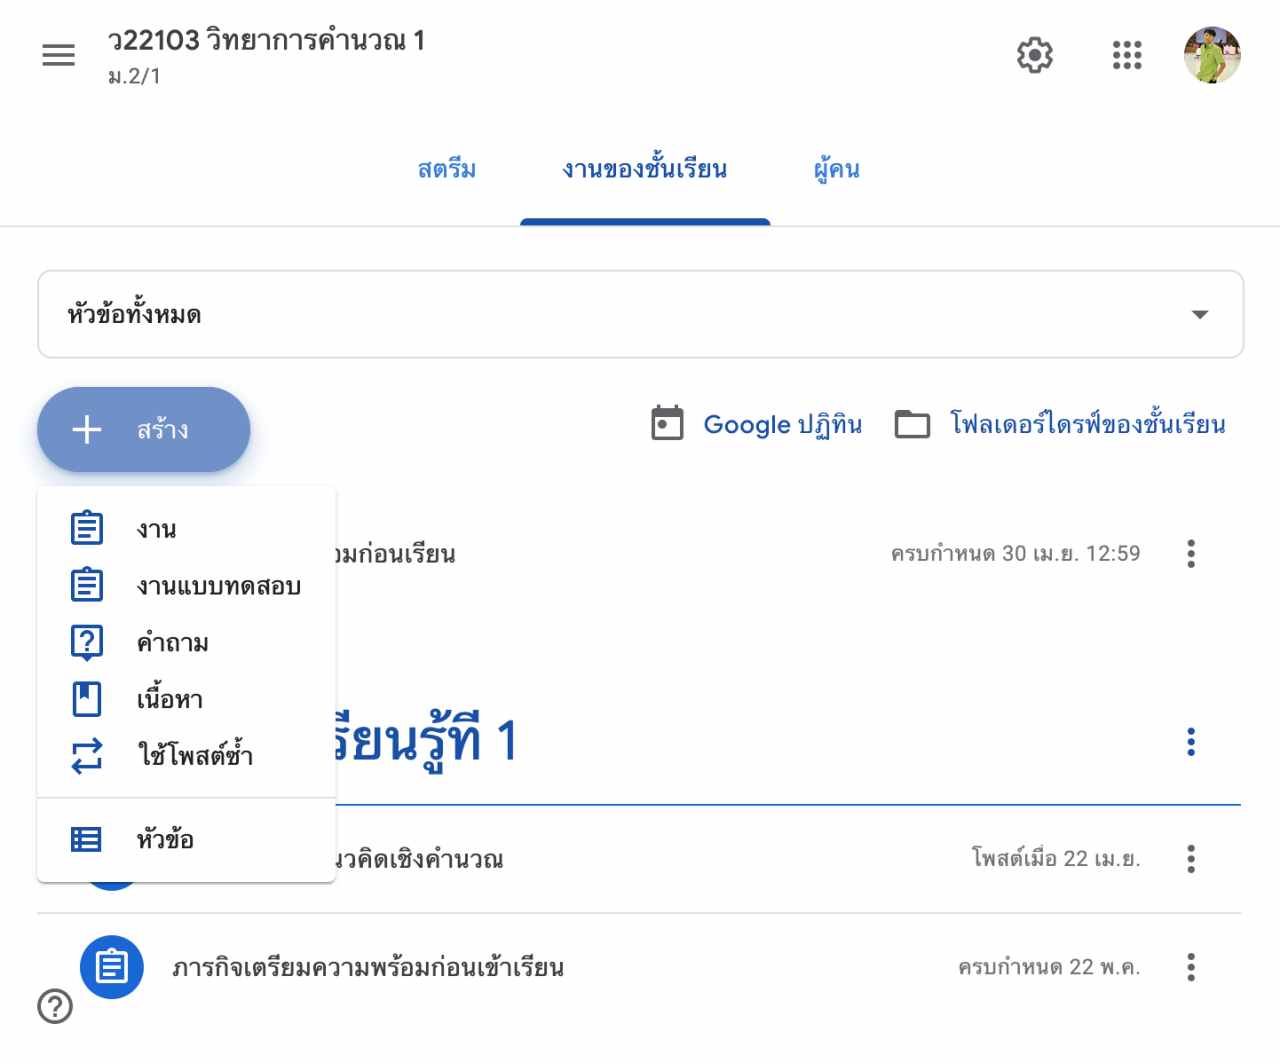 ว22103 วิทยาการคำนวณ 1
ม.2/1
สตรีม
งานของชั้นเรียน
ผู้คน
หัวข้อทั้งหมด
สร้าง
Google ปฏิทิน
โฟลเดอร์ไดรฟ์ของชั้นเรียน
งาน
งานแบบทดสอบ
คำถาม
เนื้อหา
ใช้โพสต์ซ้ำ
หัวข้อ
อมก่อนเรียน
ครบกำหนด 30 เม.ย. 12:59
รียนรู้ที 1
นวคิดเชิงคำนวณ
โพสต์เมื่อ 22 เม.ย.
ภารกิจเตรียมความพร้อมก่อนเข้าเรียน
ครบกำหนด 22 พ.ค.